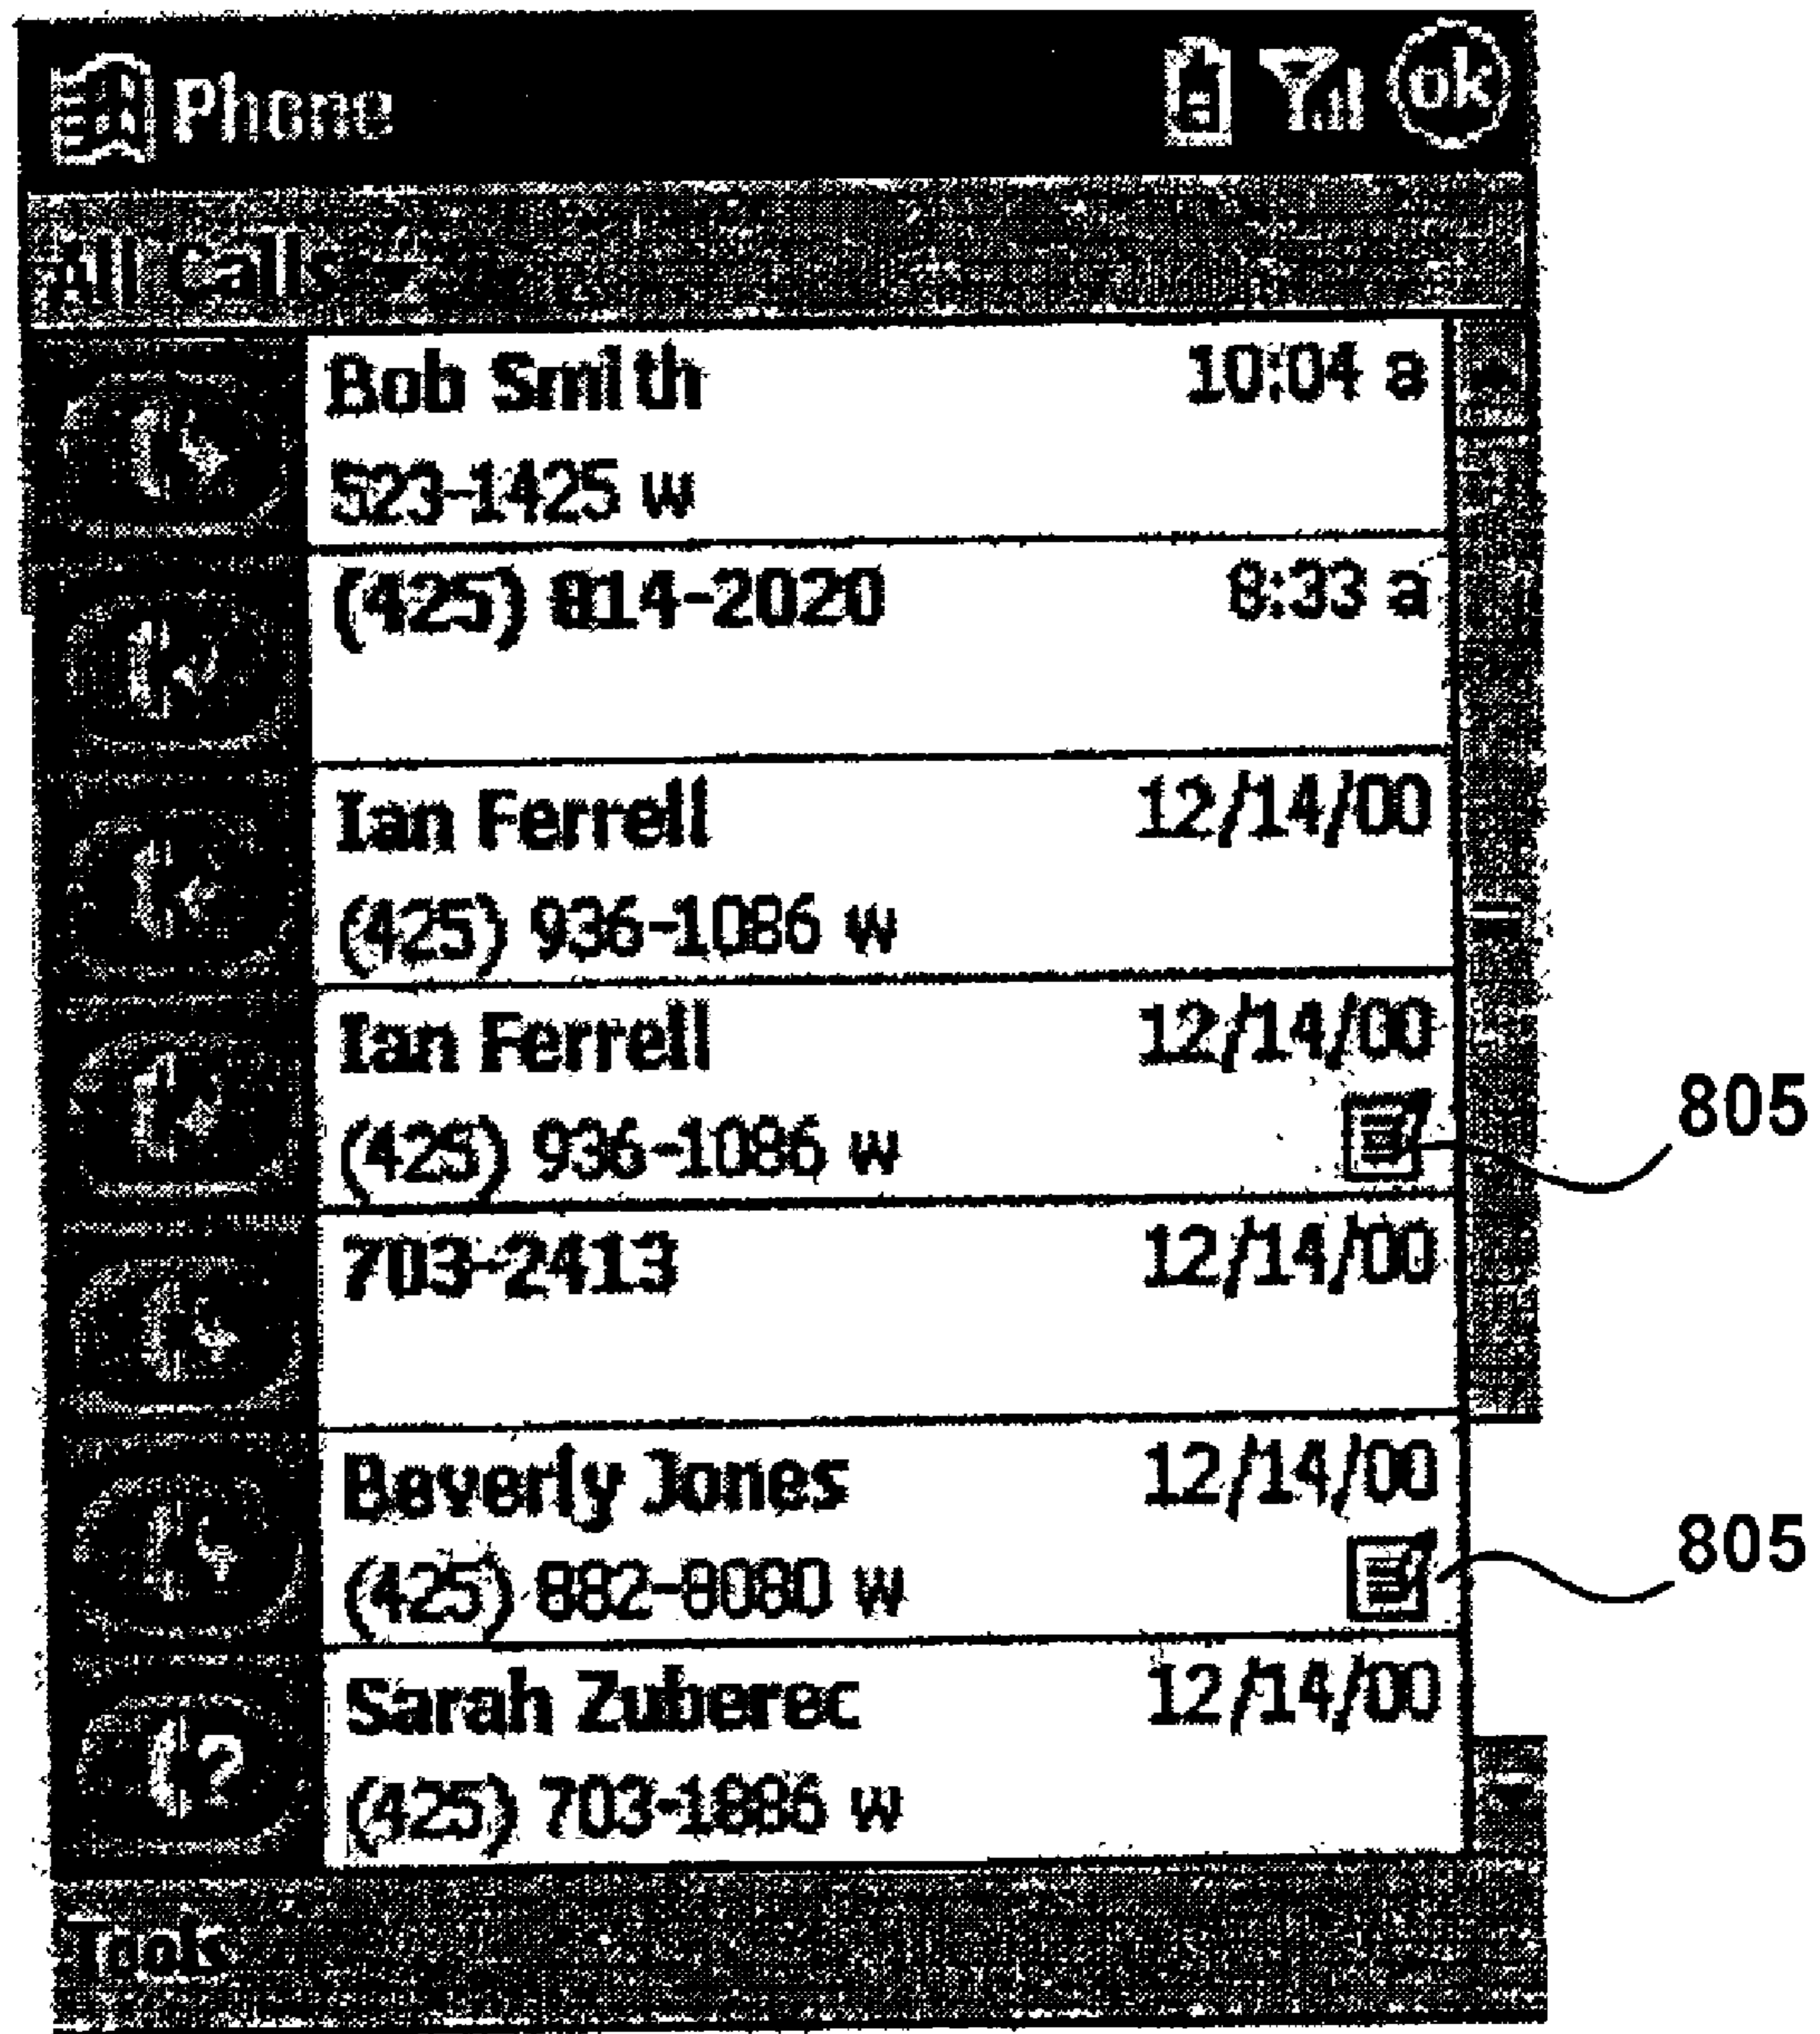 Phone
ok
All Calls
Bob Smith 10:04 a
523-1425 w
(425) 814-2020 8:33 a
Ian Ferrell 12/14/00
(425) 936-1086 w
Ian Ferrell 12/14/00
(425) 936-1086 w
805
703-2413 12/14/00
Beverly Jones 12/14/00
(425) 882-8080 w
805
Sarah Zuberec 12/14/00
?
(425) 703-1886 w
Tools